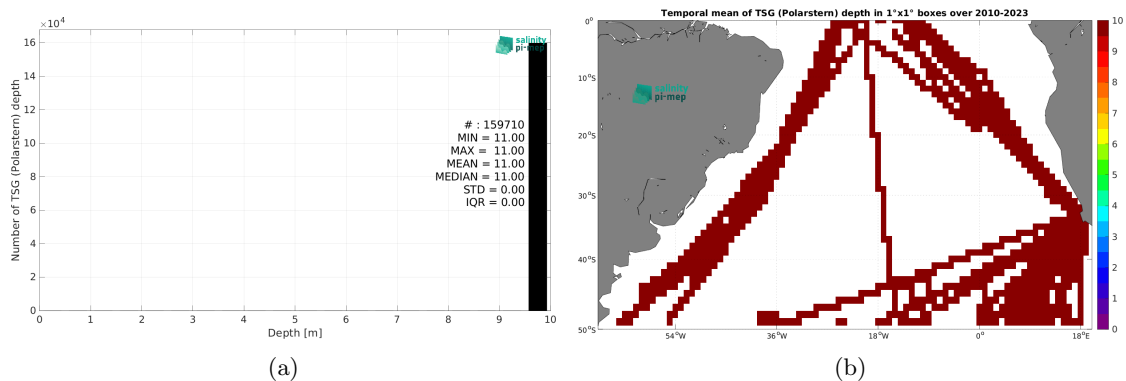 ×10⁴
16
14
12
10
8
6
4
2
0
Number of TSG (Polarstern) depth
salinity
pi-mep
# : 159710
MIN = 11.00
MAX = 11.00
MEAN = 11.00
MEDIAN = 11.00
STD = 0.00
IQR = 0.00
0 1 2 3 4 5 6 7 8 9 10
Depth [m]
(a)
Temporal mean of TSG (Polarstern) depth in 1°x1° boxes over 2010-2023
0°
10°S
20°S
30°S
40°S
50°S
salinity
pi-mep
54°W 36°W 18°W 0° 18°E
10
9
8
7
6
5
4
3
2
1
0
(b)